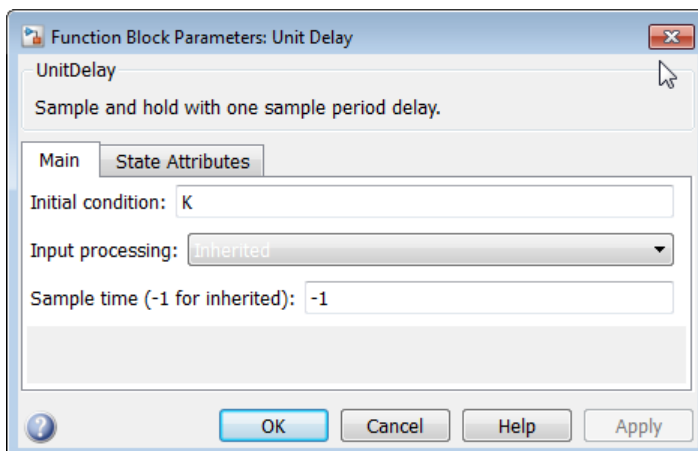 Function Block Parameters: Unit Delay
UnitDelay
Sample and hold with one sample period delay.
Main State Attributes
Initial condition: K
Input processing: Inherited
Sample time (-1 for inherited): -1
? OK Cancel Help Apply